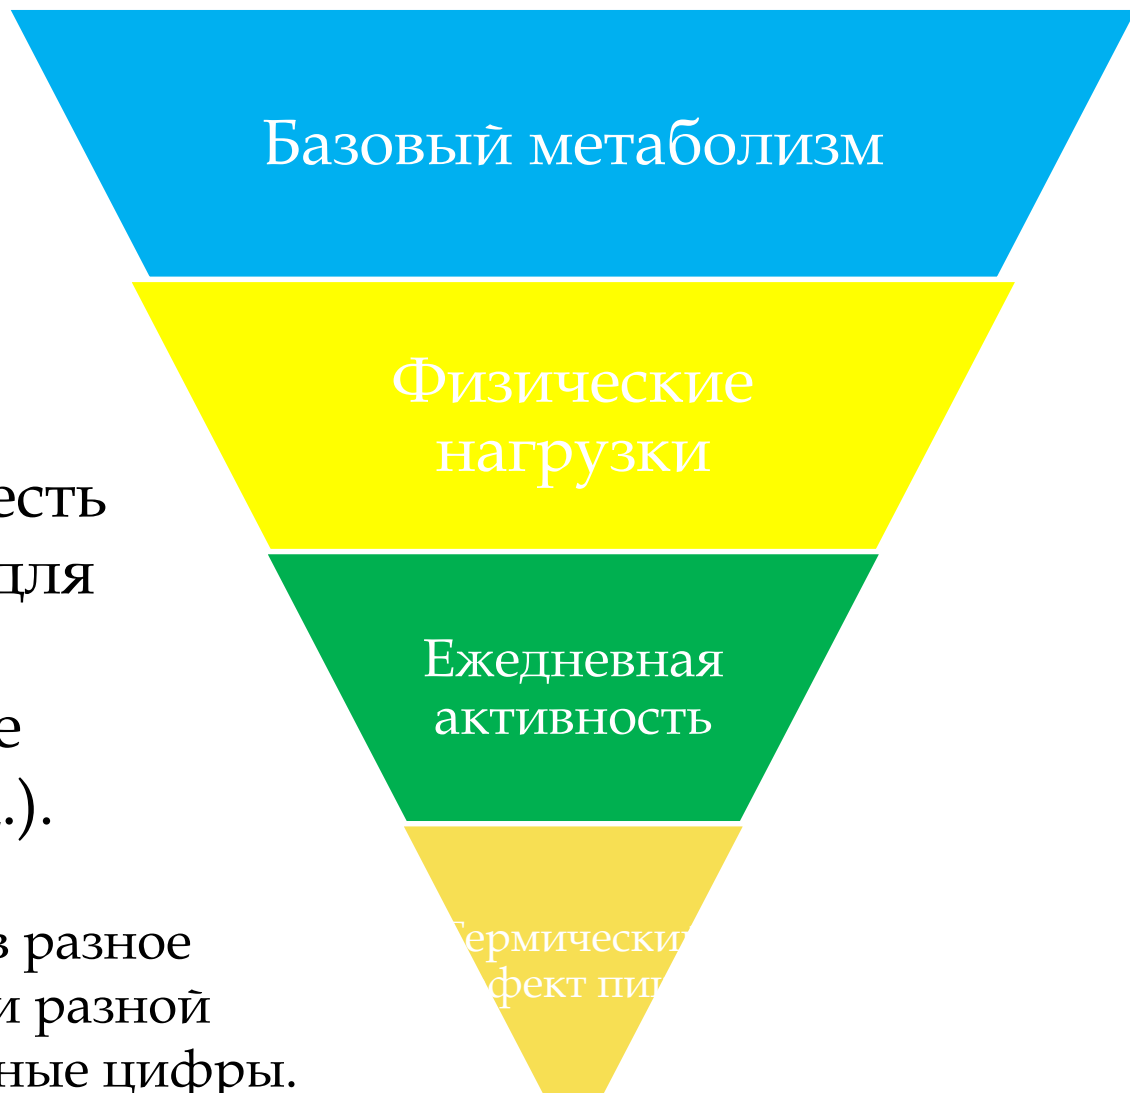 Базовый метаболизм
Физические
нагрузки
Ежедневная
активность
есть
для
е
.).
в разное
и разной
ные цифры.